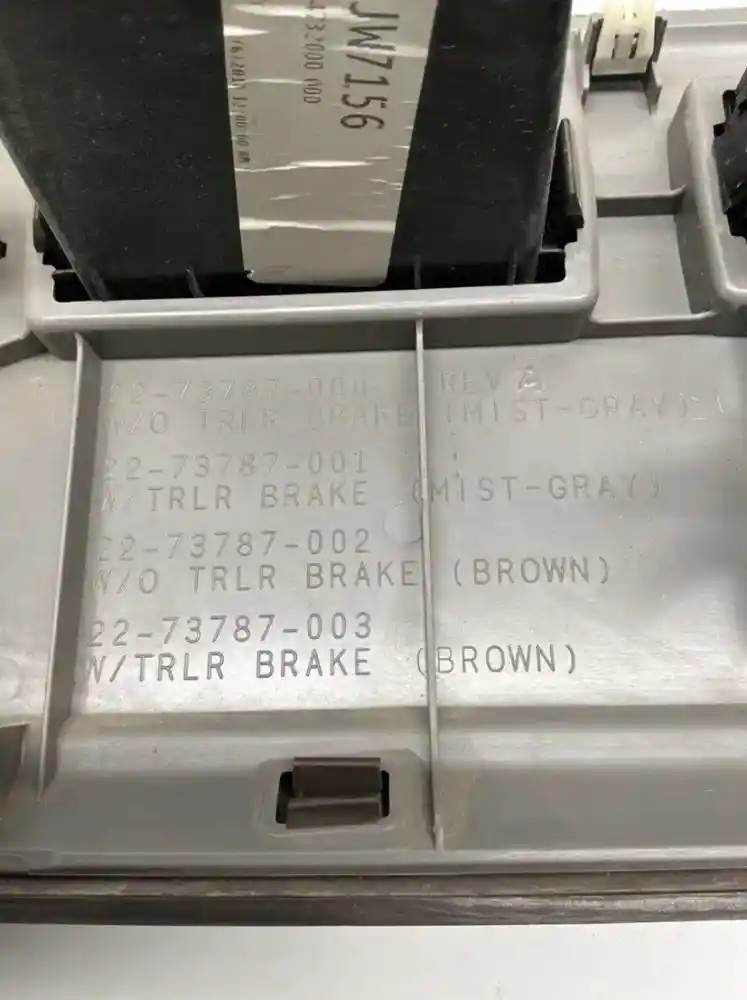 JW7156
22-73787-000 REV A
W/O TRLR BRAKE (MIST-GRAY)
22-73787-001
W/TRLR BRAKE (MIST-GRAY)
22-73787-002
W/O TRLR BRAKE (BROWN)
22-73787-003
W/TRLR BRAKE (BROWN)